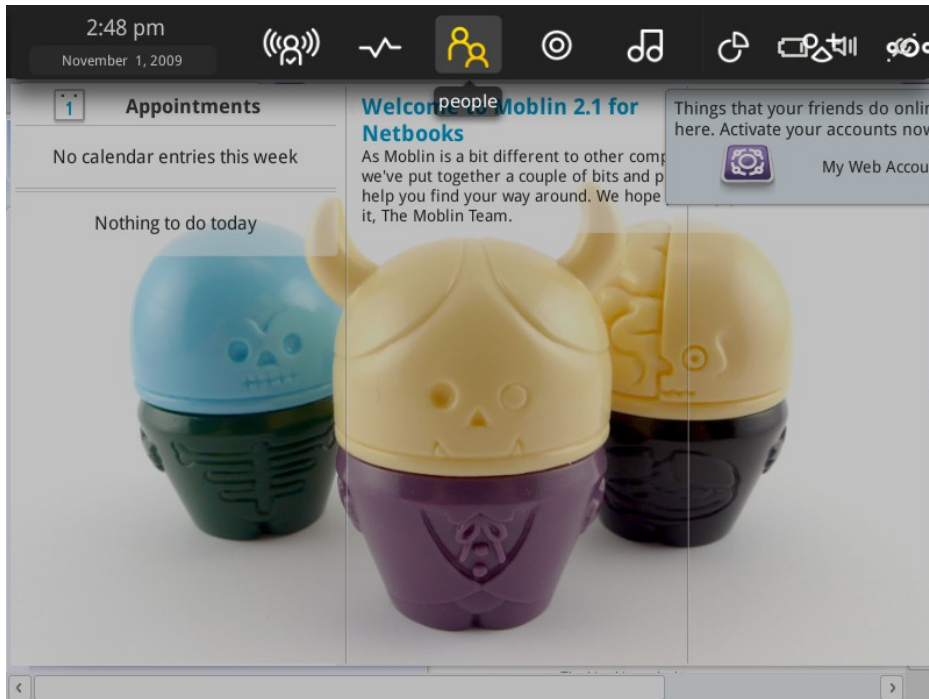 2:48 pm
November 1, 2009
people
1
Appointments
No calendar entries this week
Nothing to do today
Welcome to Moblin 2.1 for
Netbooks
As Moblin is a bit different to other comp
we've put together a couple of bits and p
help you find your way around. We hope
it, The Moblin Team.
Things that your friends do onlin
here. Activate your accounts now
My Web Accou